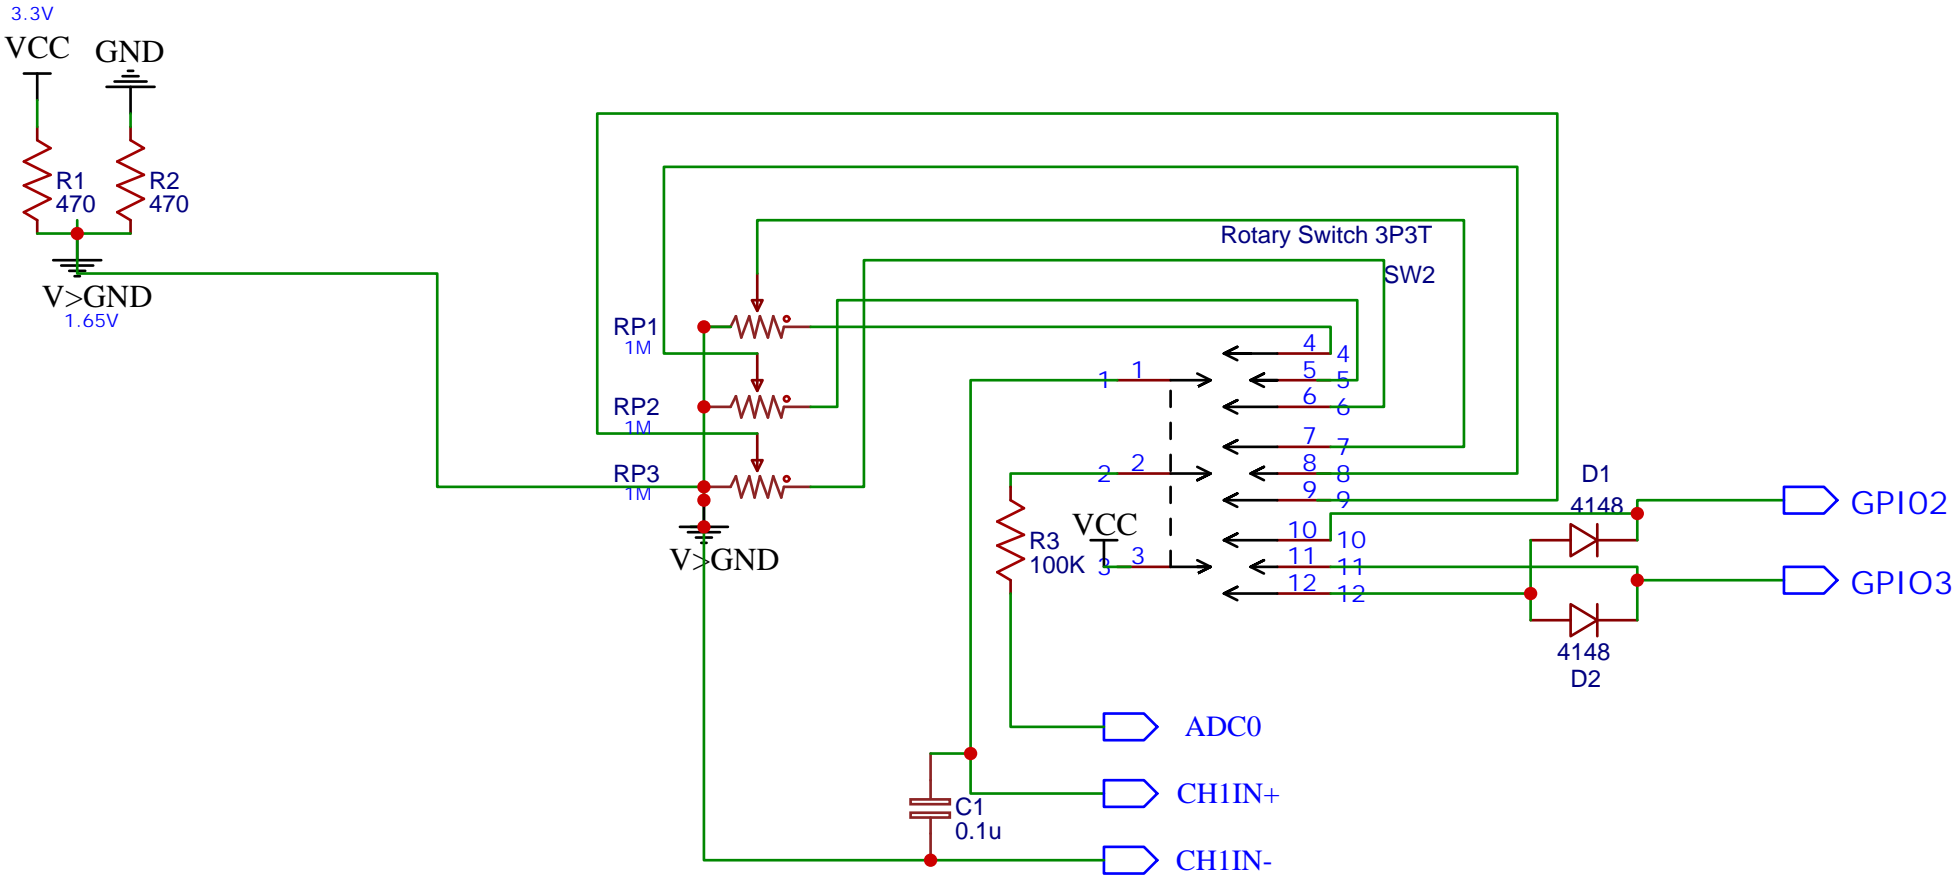 3.3V
VCC GND
R1
470
R2
470
V>GND
1.65V
Rotary Switch 3P3T
SW2
RP1
1M
RP2
1M
RP3
1M
V>GND
1 1
2 2
VCC
3 3
R3
100K
4 4
5 5
6 6
7 7
8 8
9 9
10 10
11 11
12 12
D1
4148
4148
D2
GPIO2
GPIO3
ADC0
CH1IN+
C1
0.1u
CH1IN-